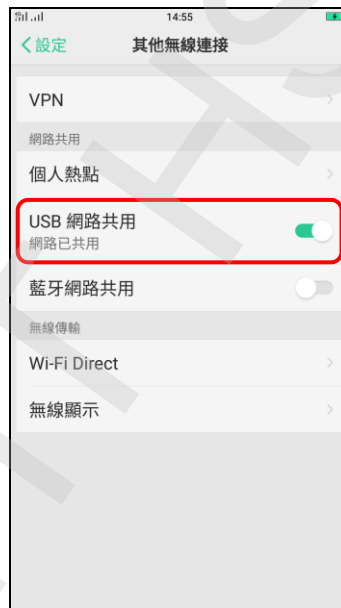 14:55
設定
其他無線連接
VPN
網路共用
個人熱點
USB 網路共用
網路已共用
藍牙網路共用
無線傳輸
Wi-Fi Direct
無線顯示